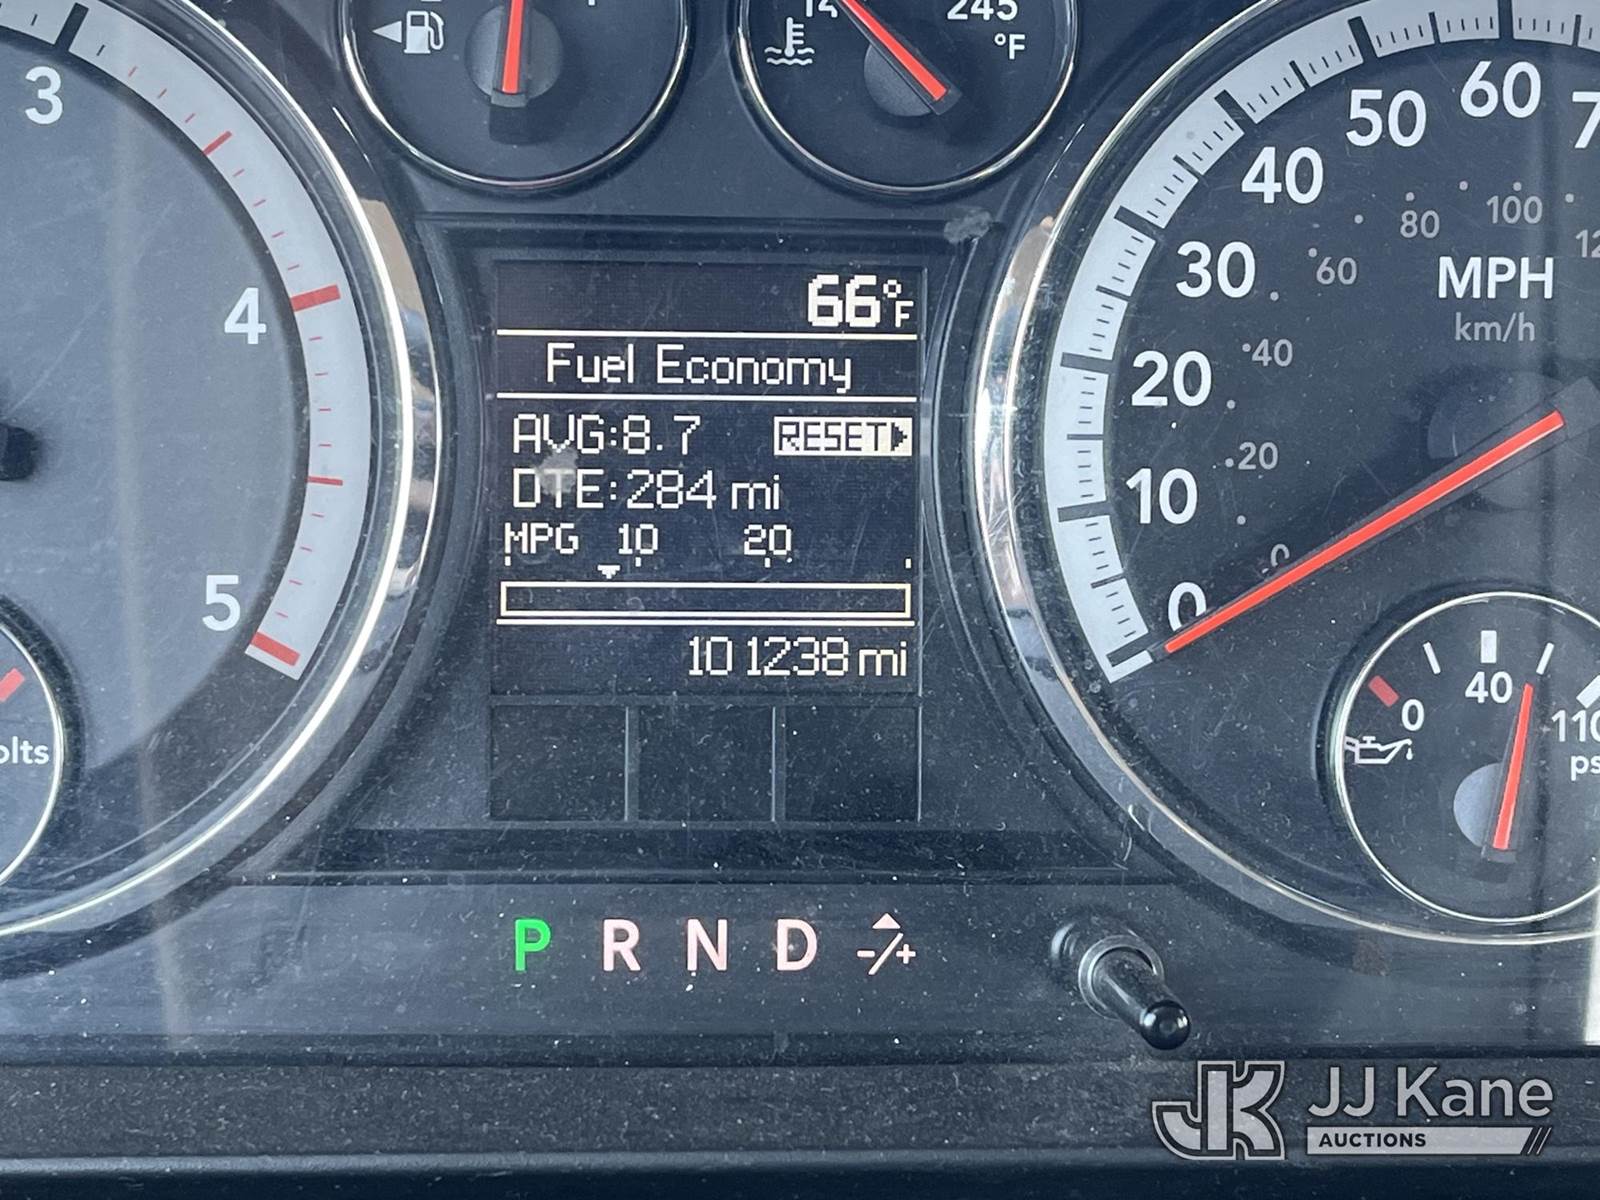 245
°F
3
4
5
66°F
Fuel Economy
AVG:8.7 RESET
DTE:284 mi
MPG 10 20
101238 mi
0
10
20
30
40
50
60
MPH
km/h
0
20
40
60
80
100
0
40
110
P R N D -/+
JJ Kane
AUCTIONS